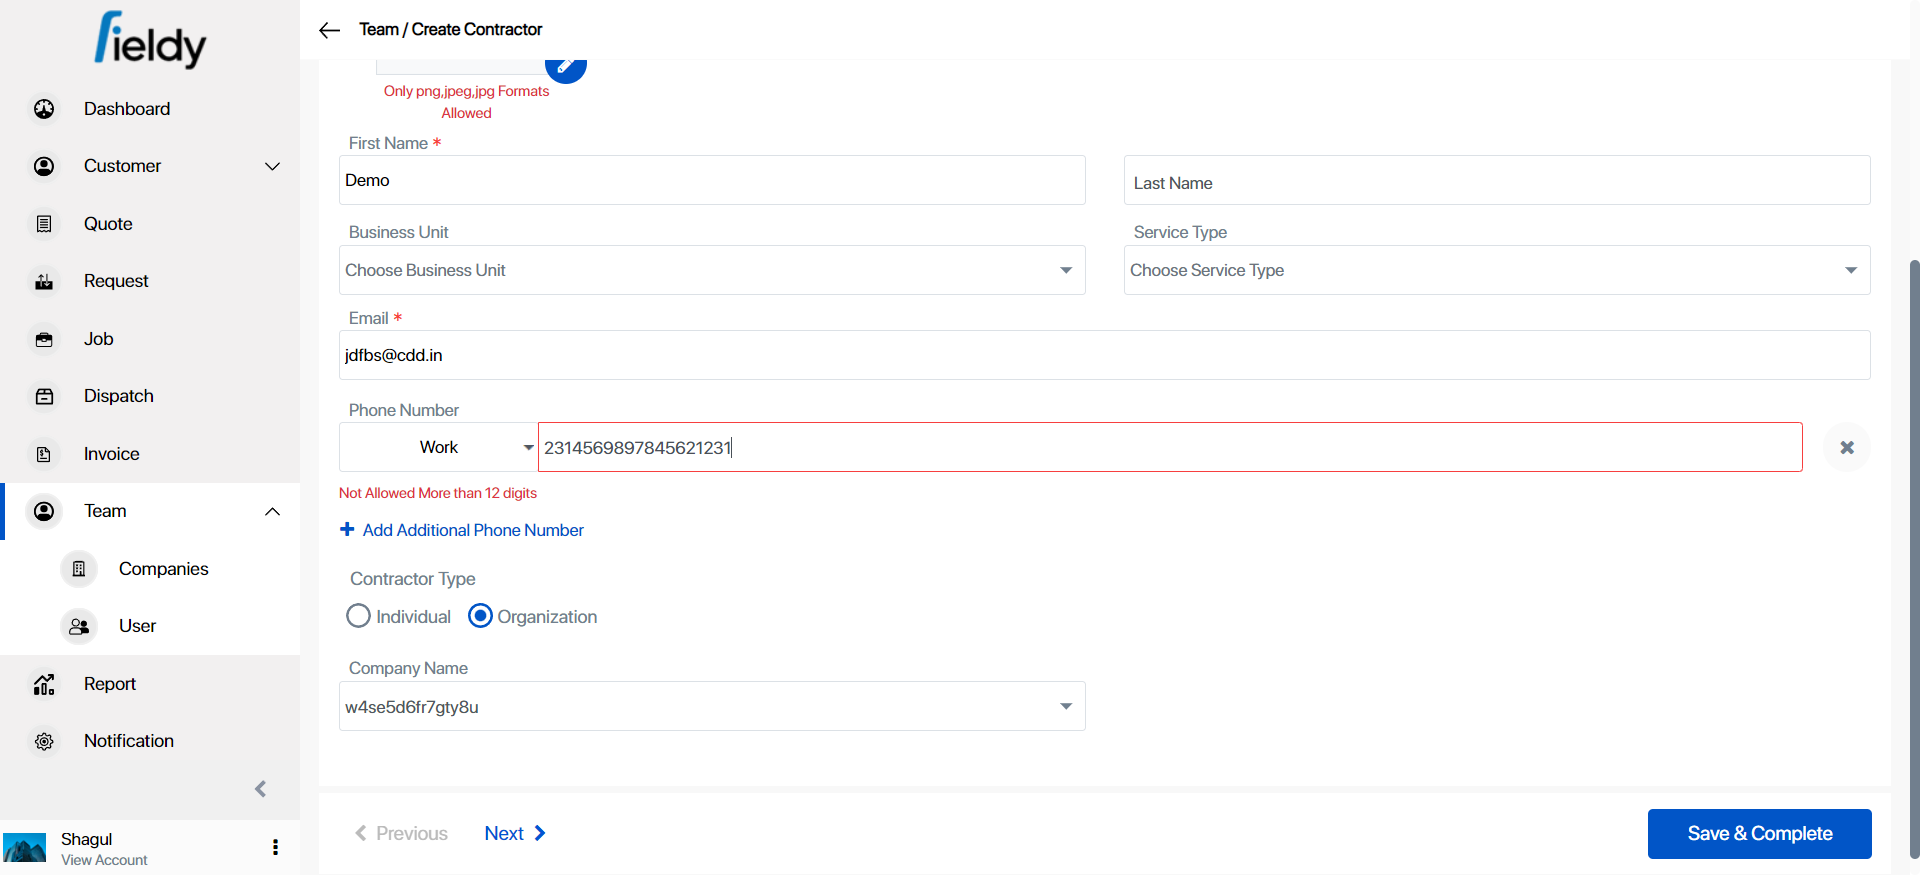 fieldy
Dashboard
Customer
Quote
Request
Job
Dispatch
Invoice
Team
Companies
User
Report
Notification
Shagul
View Account
Team / Create Contractor
Only png,jpeg,jpg Formats
Allowed
First Name *
Demo
Last Name
Business Unit
Service Type
Choose Business Unit
Choose Service Type
Email *
jdfbs@cdd.in
Phone Number
Work
2314569897845621231
Not Allowed More than 12 digits
+ Add Additional Phone Number
Contractor Type
Individual
Organization
Company Name
w4se5d6fr7gty8u
Previous
Next
Save & Complete